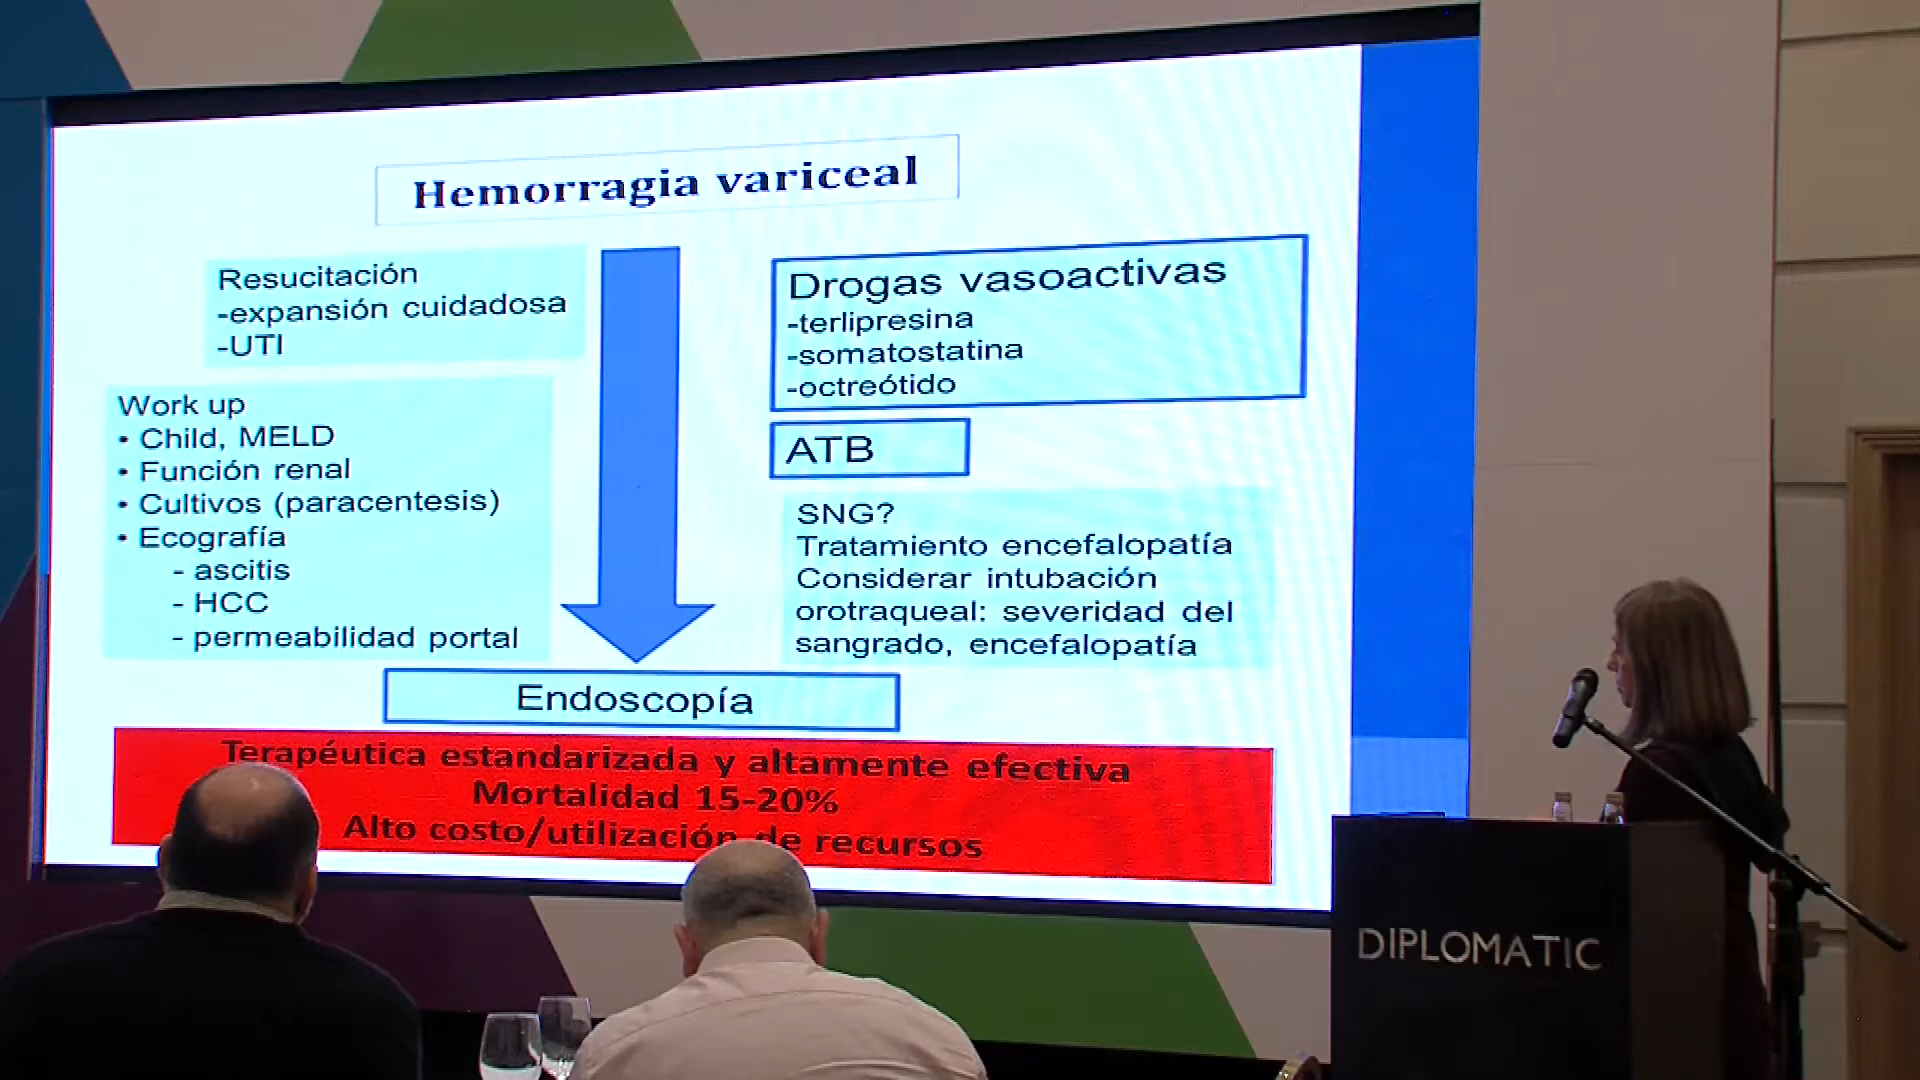 Hemorragia variceal
Resucitación
-expansión cuidadosa
-UTI
Work up
• Child, MELD
• Función renal
• Cultivos (paracentesis)
• Ecografía
- ascitis
- HCC
- permeabilidad portal
Drogas vasoactivas
-terlipresina
-somatostatina
-octreótido
ATB
SNG?
Tratamiento encefalopatía
Considerar intubación
orotraqueal: severidad del
sangrado, encefalopatía
Endoscopía
Terapéutica estandarizada y altamente efectiva
Mortalidad 15-20%
Alto costo/utilización de recursos
DIPLOMATIC